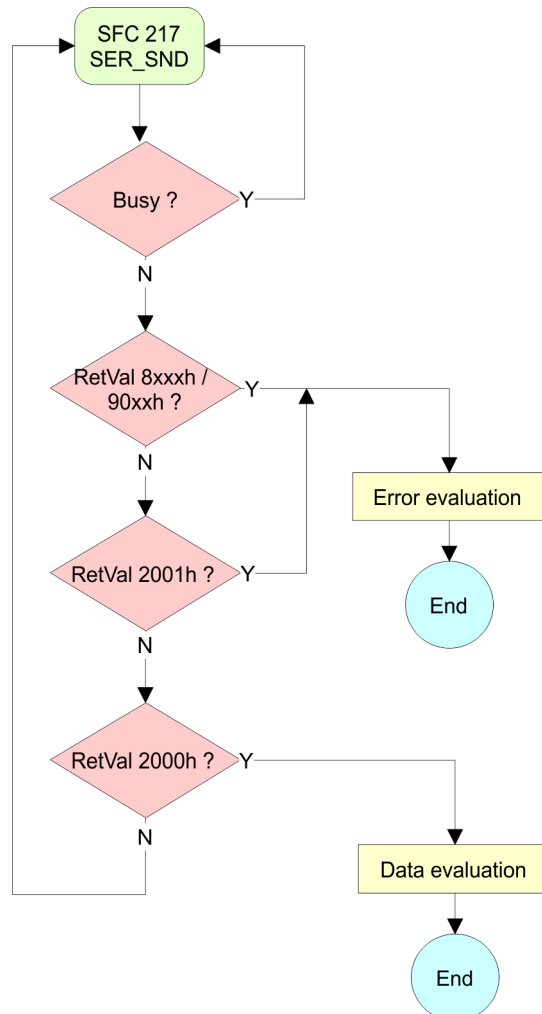 SFC 217
SER_SND
Busy ?
Y
N
RetVal 8xxxh /
90xxh ?
Y
N
Error evaluation
RetVal 2001h ?
Y
End
N
RetVal 2000h ?
Y
N
Data evaluation
End